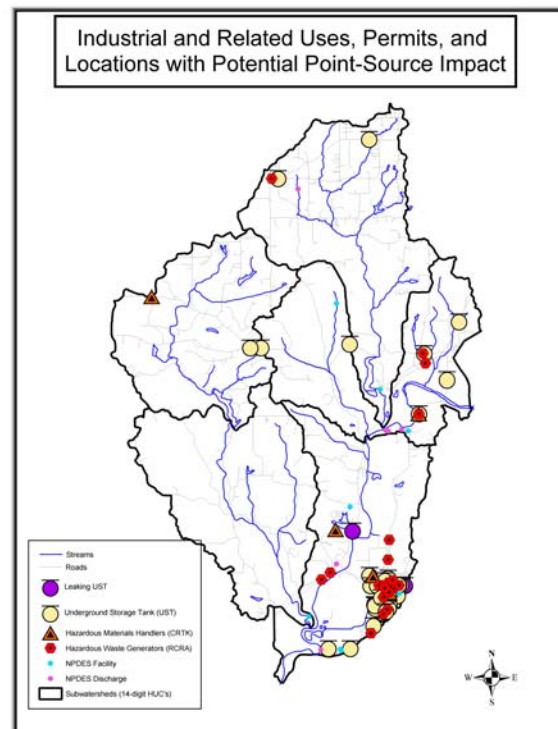 Industrial and Related Uses, Permits, and
Locations with Potential Point-Source Impact
Streams
Roads
Leaking UST
Underground Storage Tank (UST)
Hazardous Materials Handlers (CRTK)
Hazardous Waste Generators (RCRA)
NPDES Facility
NPDES Discharge
Subwatersheds (14-digit HUC's)
N
W E
S